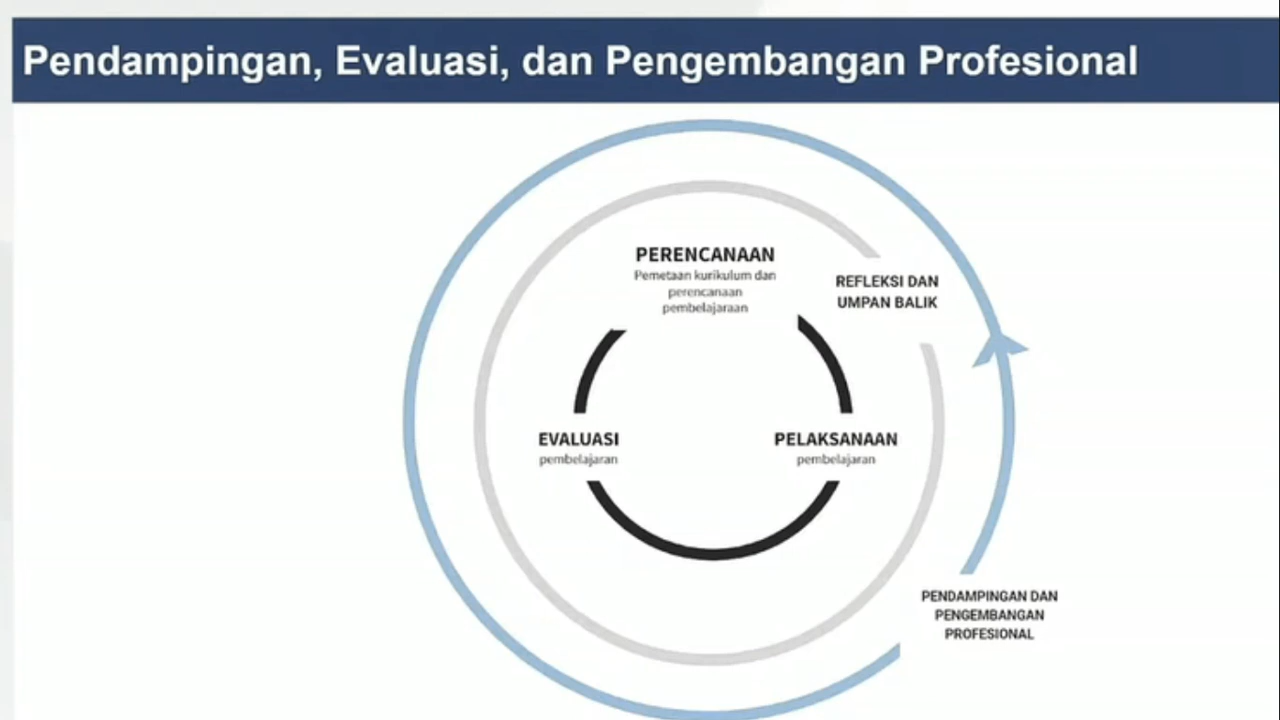 Pendampingan, Evaluasi, dan Pengembangan Profesional
PERENCANAAN
Pemetaan kurikulum dan
perencanaan
pembelajaraan
REFLEKSI DAN
UMPAN BALIK
EVALUASI
pembelajaran
PELAKSANAAN
pembelajaran
PENDAMPINGAN DAN
PENGEMBANGAN
PROFESIONAL